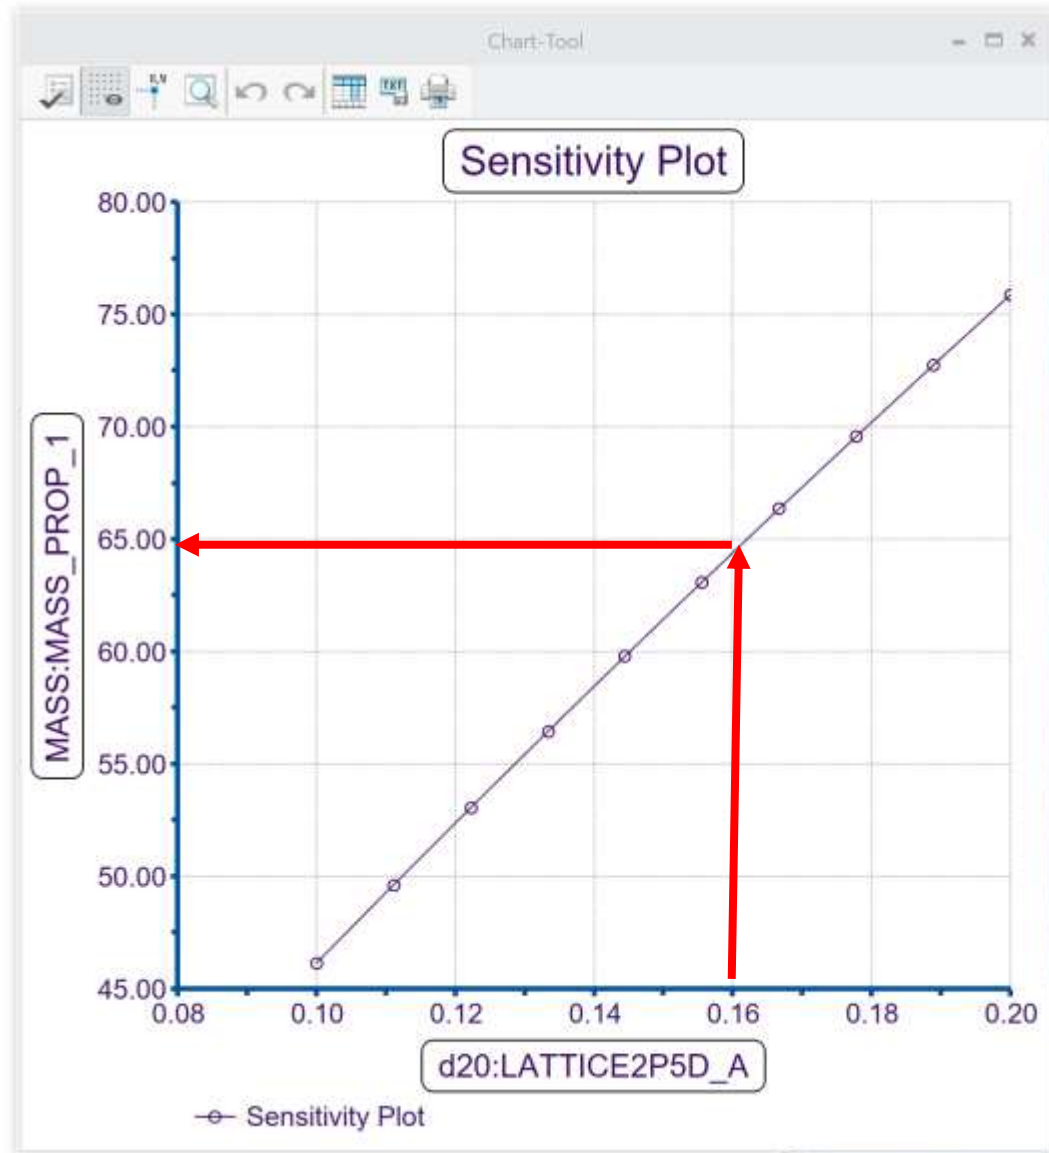 Chart-Tool
Sensitivity Plot
80.00
75.00
70.00
65.00
60.00
55.00
50.00
45.00
MASS:MASS_PROP_1
0.08 0.10 0.12 0.14 0.16 0.18 0.20
d20:LATTICE2P5D_A
Sensitivity Plot